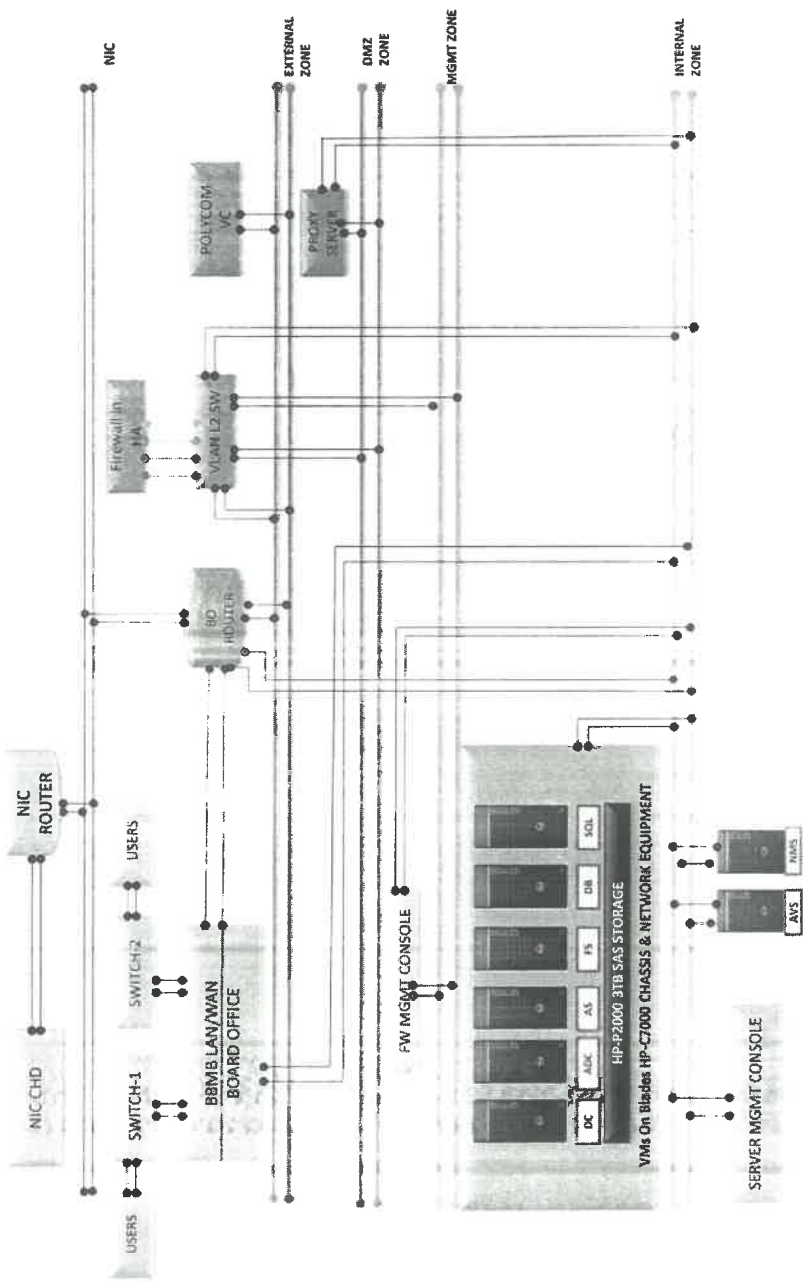 NIC
ROUTER
NIC CHD
USERS
SWITCH-1
SWITCH-2
USERS
NIC
BBMB LAN/WAN
BOARD OFFICE
BO
ROUTER
Firewall in
HA
VLAN L2 SW
POLYCOM
VC
EXTERNAL
ZONE
PROXY
SERVER
DMZ
ZONE
FW MGMT CONSOLE
MGMT ZONE
DC
ADC
AS
FS
DB
SQL
HP-P2000 3TB SAS STORAGE
VMs On Blades HP-C7000 CHASSIS & NETWORK EQUIPMENT
INTERNAL
ZONE
SERVER MGMT CONSOLE
AVS
NMS